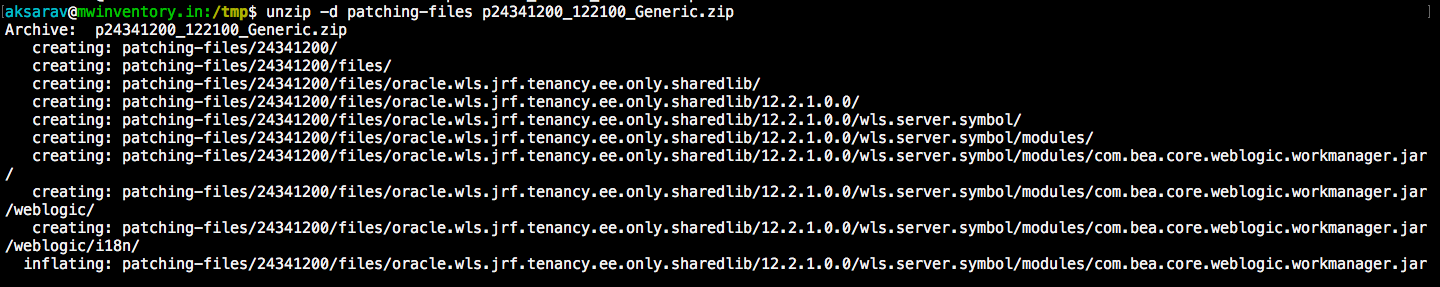 [aksarav@mwinventory.in:/tmp$ unzip -d patching-files p24341200_122100_Generic.zip ]
Archive:  p24341200_122100_Generic.zip
   creating: patching-files/24341200/
   creating: patching-files/24341200/files/
   creating: patching-files/24341200/files/oracle.wls.jrf.tenancy.ee.only.sharedlib/
   creating: patching-files/24341200/files/oracle.wls.jrf.tenancy.ee.only.sharedlib/12.2.1.0.0/
   creating: patching-files/24341200/files/oracle.wls.jrf.tenancy.ee.only.sharedlib/12.2.1.0.0/wls.server.symbol/
   creating: patching-files/24341200/files/oracle.wls.jrf.tenancy.ee.only.sharedlib/12.2.1.0.0/wls.server.symbol/modules/
   creating: patching-files/24341200/files/oracle.wls.jrf.tenancy.ee.only.sharedlib/12.2.1.0.0/wls.server.symbol/modules/com.bea.core.weblogic.workmanager.jar
/
   creating: patching-files/24341200/files/oracle.wls.jrf.tenancy.ee.only.sharedlib/12.2.1.0.0/wls.server.symbol/modules/com.bea.core.weblogic.workmanager.jar
/weblogic/
   creating: patching-files/24341200/files/oracle.wls.jrf.tenancy.ee.only.sharedlib/12.2.1.0.0/wls.server.symbol/modules/com.bea.core.weblogic.workmanager.jar
/weblogic/i18n/
  inflating: patching-files/24341200/files/oracle.wls.jrf.tenancy.ee.only.sharedlib/12.2.1.0.0/wls.server.symbol/modules/com.bea.core.weblogic.workmanager.jar